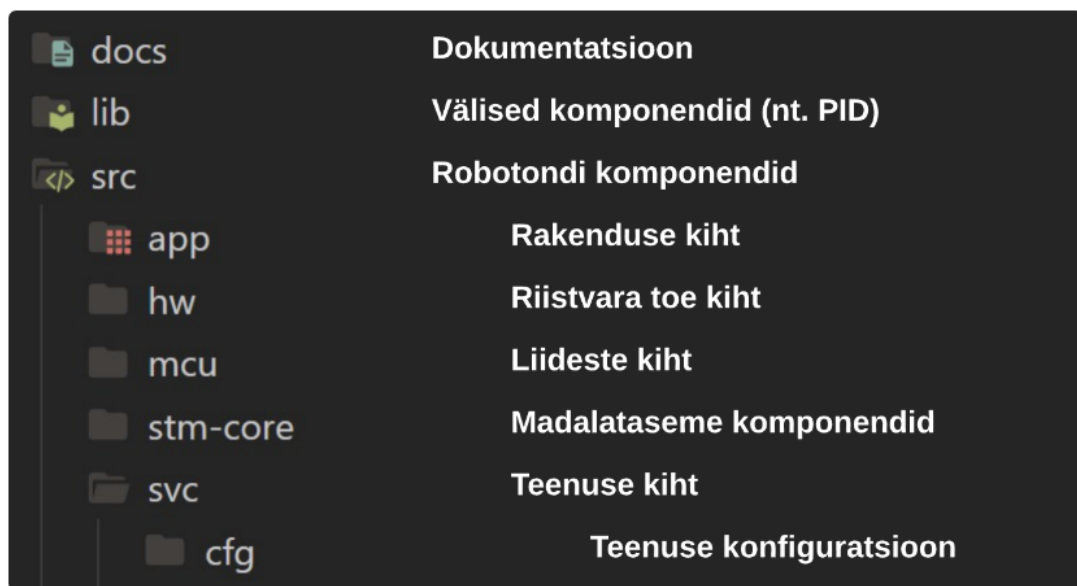 docs Dokumentatsioon
lib Välised komponendid (nt. PID)
src Robotondi komponendid
app Rakenduse kiht
hw Riistvara toe kiht
mcu Liideste kiht
stm-core Madalataseme komponendid
svc Teenuse kiht
cfg Teenuse konfiguratsioon